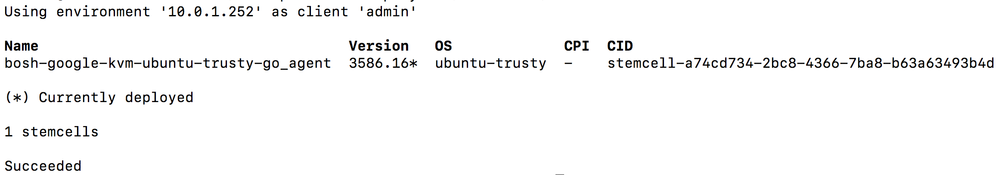 Using environment '10.0.1.252' as client 'admin'
Name Version OS CPI CID
bosh-google-kvm-ubuntu-trusty-go_agent 3586.16* ubuntu-trusty - stemcell-a74cd734-2bc8-4366-7ba8-b63a63493b4d
(*) Currently deployed
1 stemcells
Succeeded